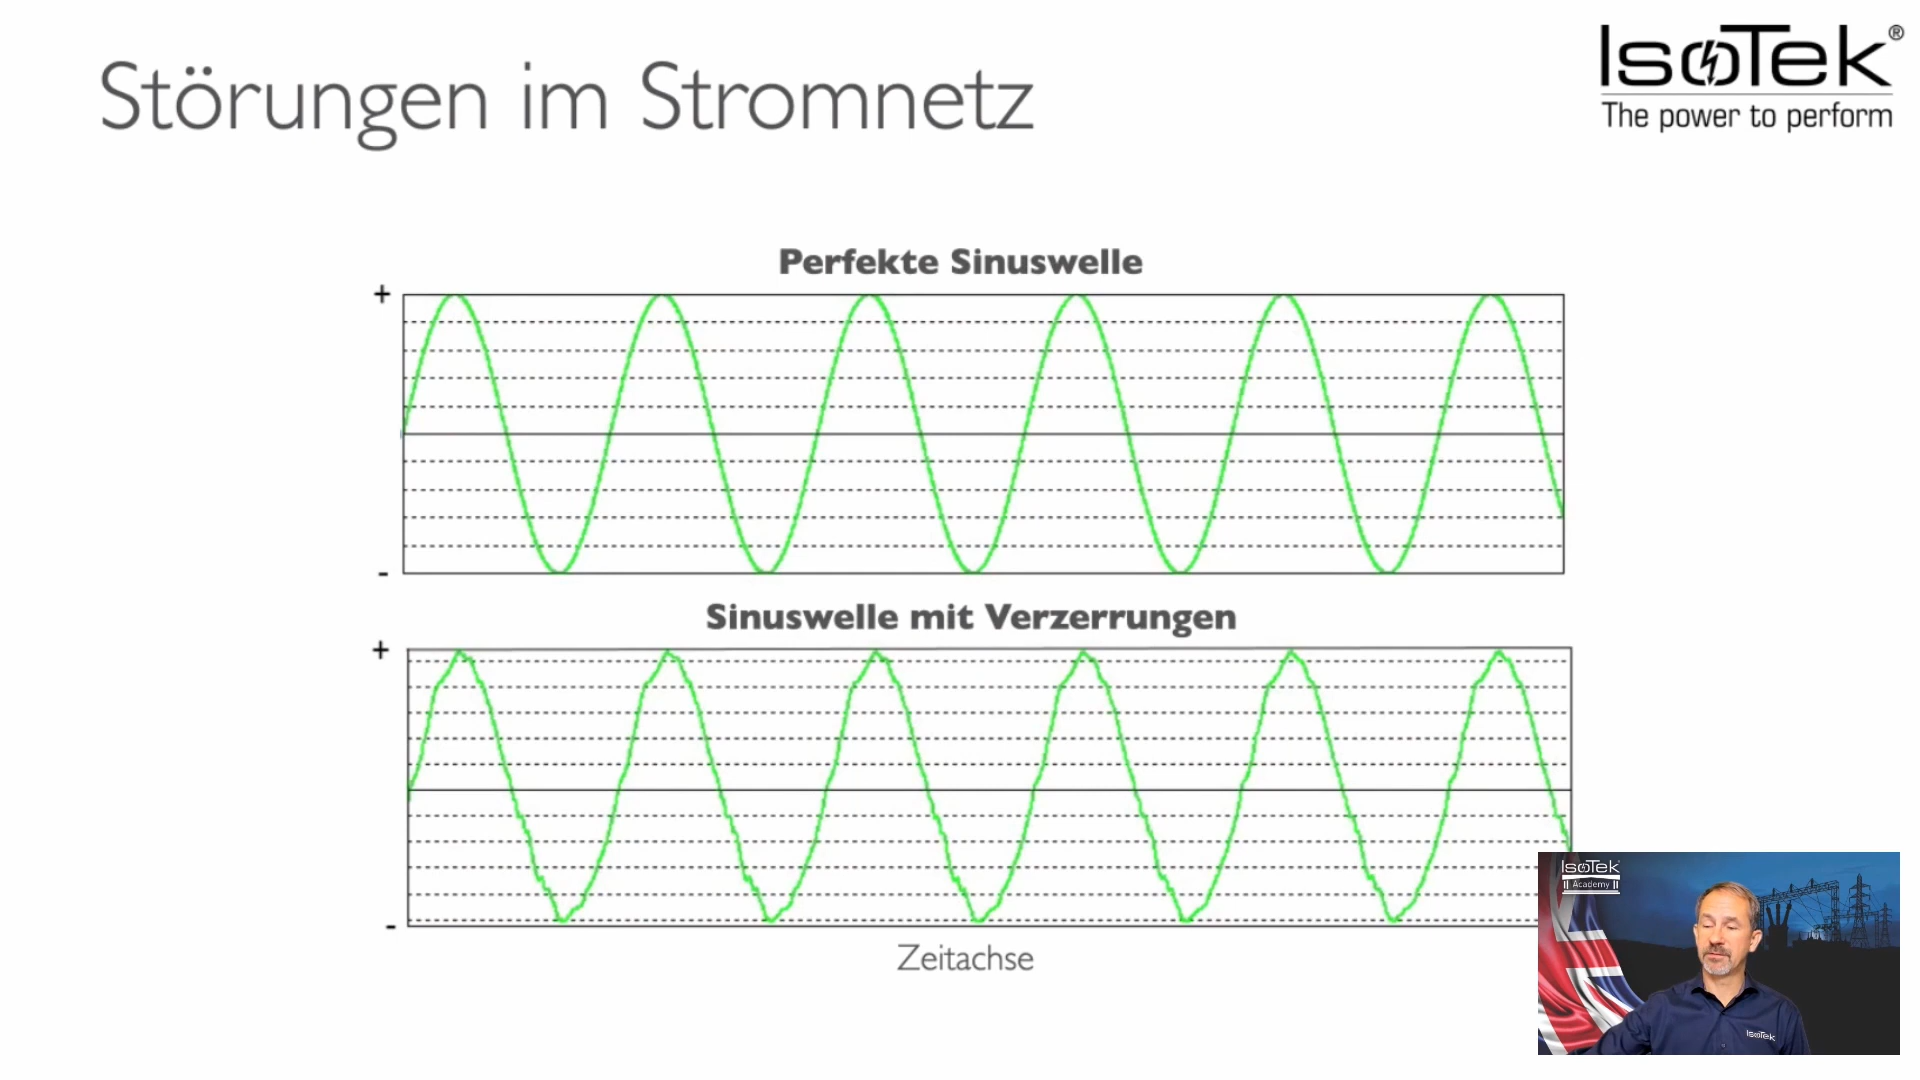 Störungen im Stromnetz
IsoTek®
The power to perform
Perfekte Sinuswelle
+
-
Sinuswelle mit Verzerrungen
+
-
Zeitachse
IsoTek
Academy
IsoTek